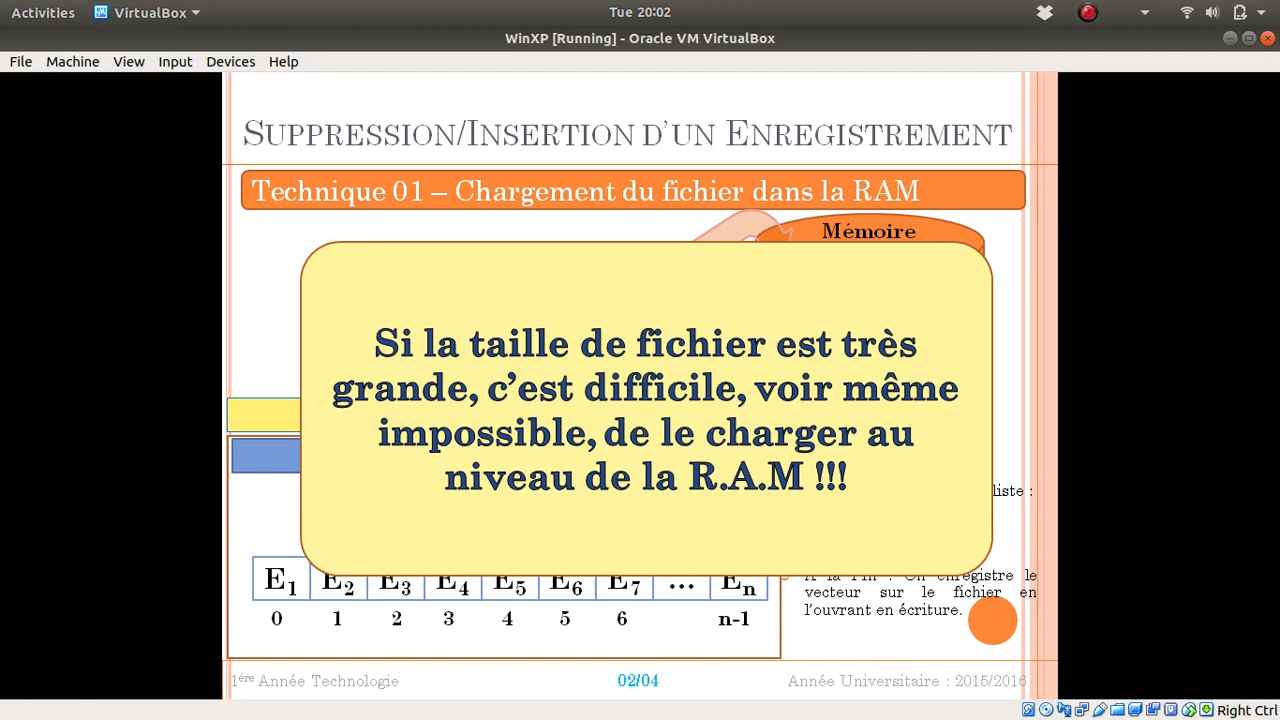 Activities VirtualBox Tue 20:02
WinXP [Running] - Oracle VM VirtualBox
File Machine View Input Devices Help
SUPPRESSION/INSERTION D'UN ENREGISTREMENT
Technique 01 – Chargement du fichier dans la RAM
Mémoire
Si la taille de fichier est très
grande, c'est difficile, voir même
impossible, de le charger au
niveau de la R.A.M !!!
liste :
E1 E2 E3 E4 E5 E6 E7 ... En
0 1 2 3 4 5 6 n-1
On enregistre le
vecteur sur le fichier en
l'ouvrant en écriture.
1ère Année Technologie 02/04 Année Universitaire : 2015/2016
Right Ctrl